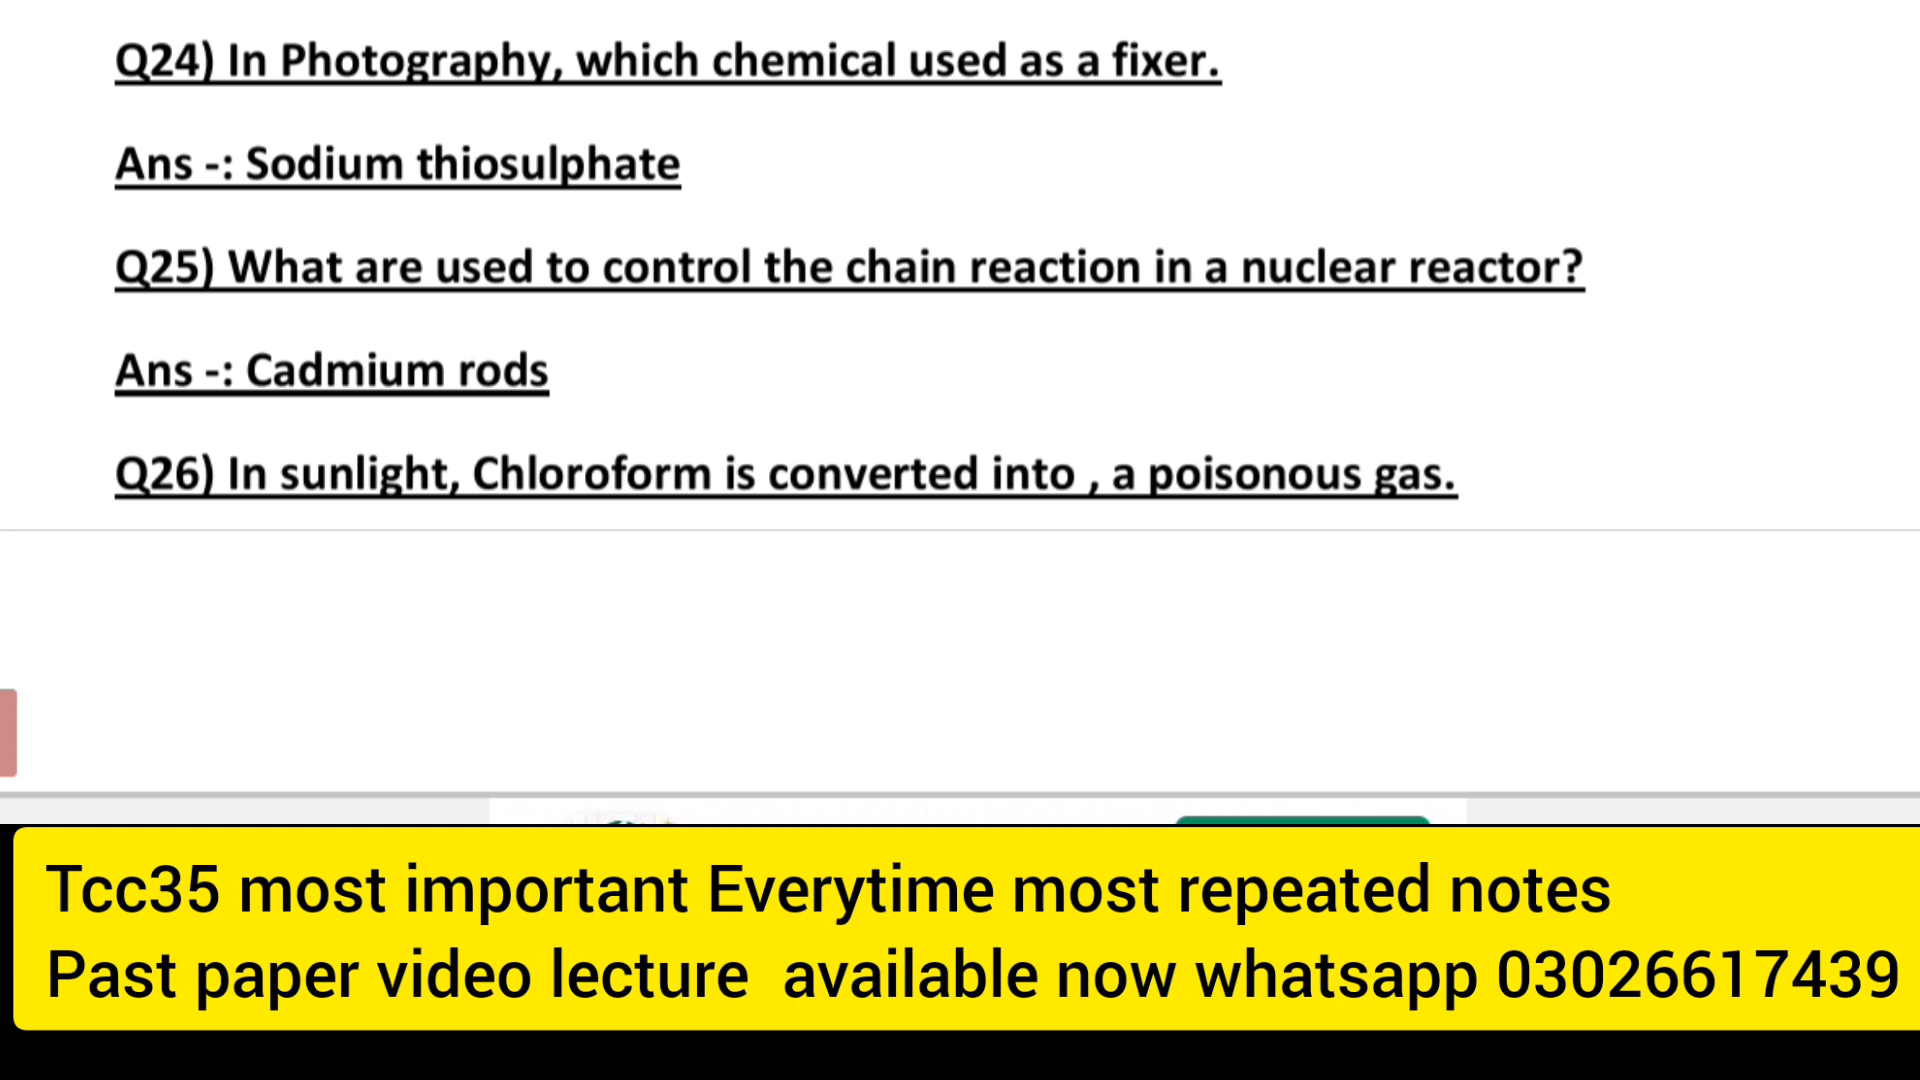 Q24) In Photography, which chemical used as a fixer.
Ans -: Sodium thiosulphate
Q25) What are used to control the chain reaction in a nuclear reactor?
Ans -: Cadmium rods
Q26) In sunlight, Chloroform is converted into , a poisonous gas.
Tcc35 most important Everytime most repeated notes
Past paper video lecture available now whatsapp 03026617439